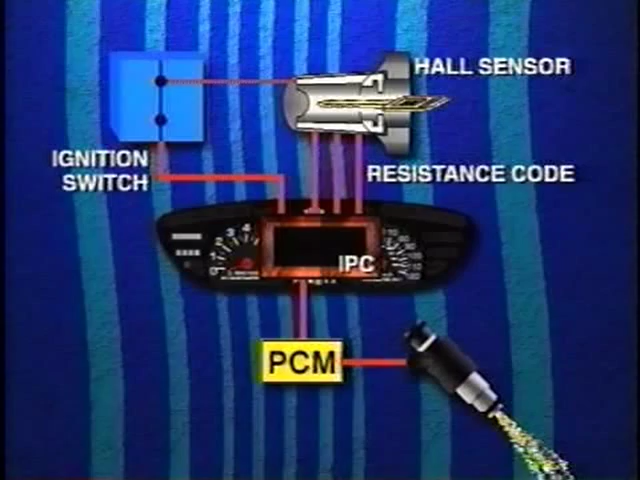 HALL SENSOR
IGNITION
SWITCH
RESISTANCE CODE
IPC
PCM